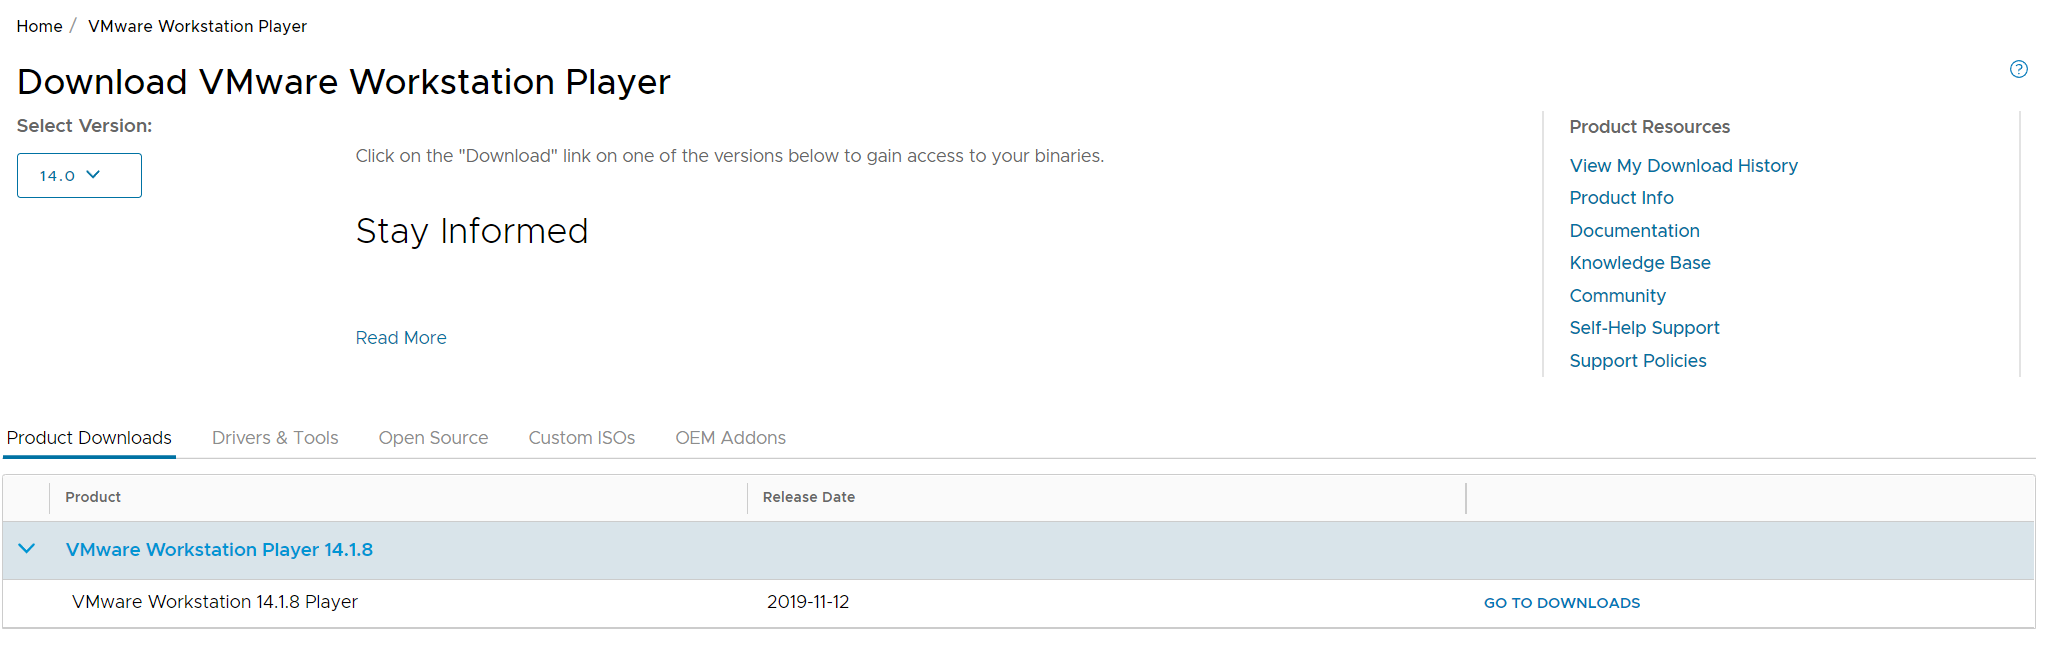 Home / VMware Workstation Player
Download VMware Workstation Player
?
Select Version:
14.0
Click on the "Download" link on one of the versions below to gain access to your binaries.
Stay Informed
Read More
Product Resources
View My Download History
Product Info
Documentation
Knowledge Base
Community
Self-Help Support
Support Policies
Product Downloads Drivers & Tools Open Source Custom ISOs OEM Addons
Product Release Date
VMware Workstation Player 14.1.8
VMware Workstation 14.1.8 Player 2019-11-12 GO TO DOWNLOADS